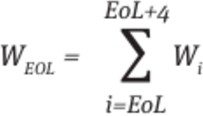 EoL+4
W_EOL = ∑ W_i
i=EoL